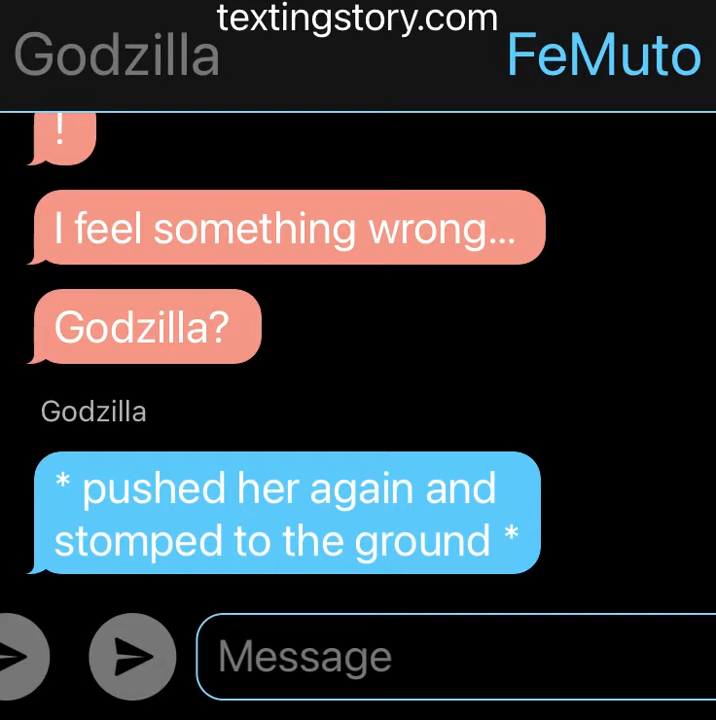 textingstory.com
Godzilla
FeMuto
!
I feel something wrong...
Godzilla?
Godzilla
* pushed her again and
stomped to the ground *
Message